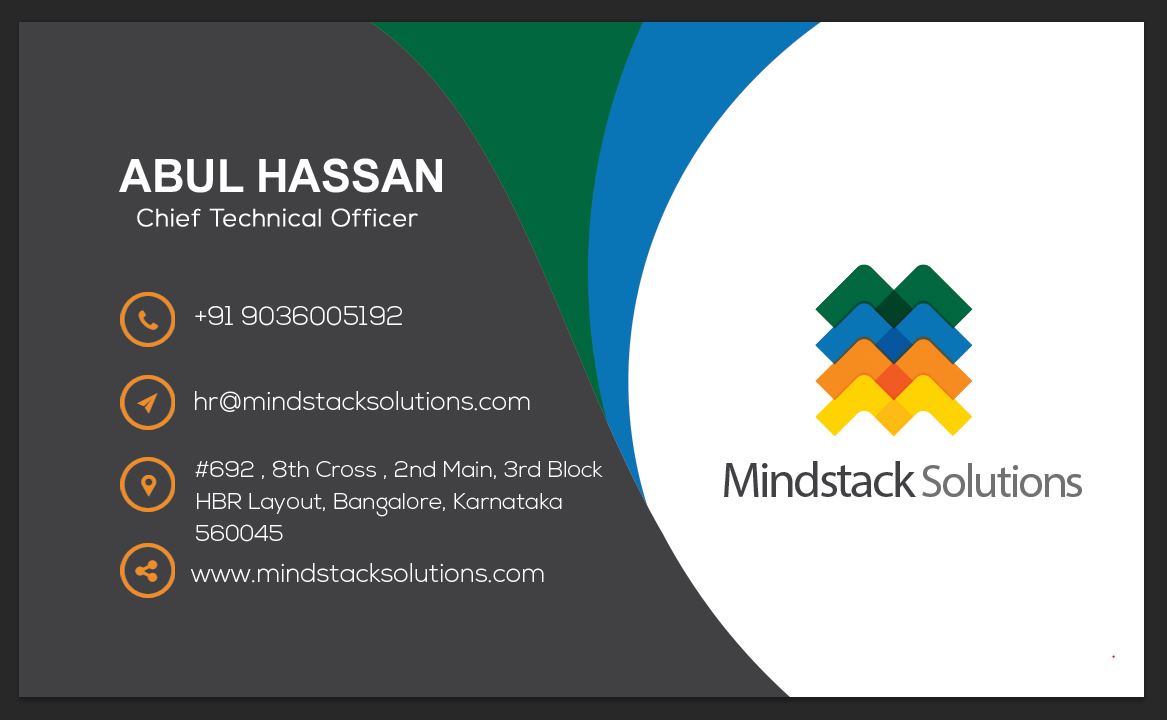 ABUL HASSAN
Chief Technical Officer
+91 9036005192
hr@mindstacksolutions.com
#692 , 8th Cross , 2nd Main, 3rd Block
HBR Layout, Bangalore, Karnataka
560045
www.mindstacksolutions.com
Mindstack Solutions